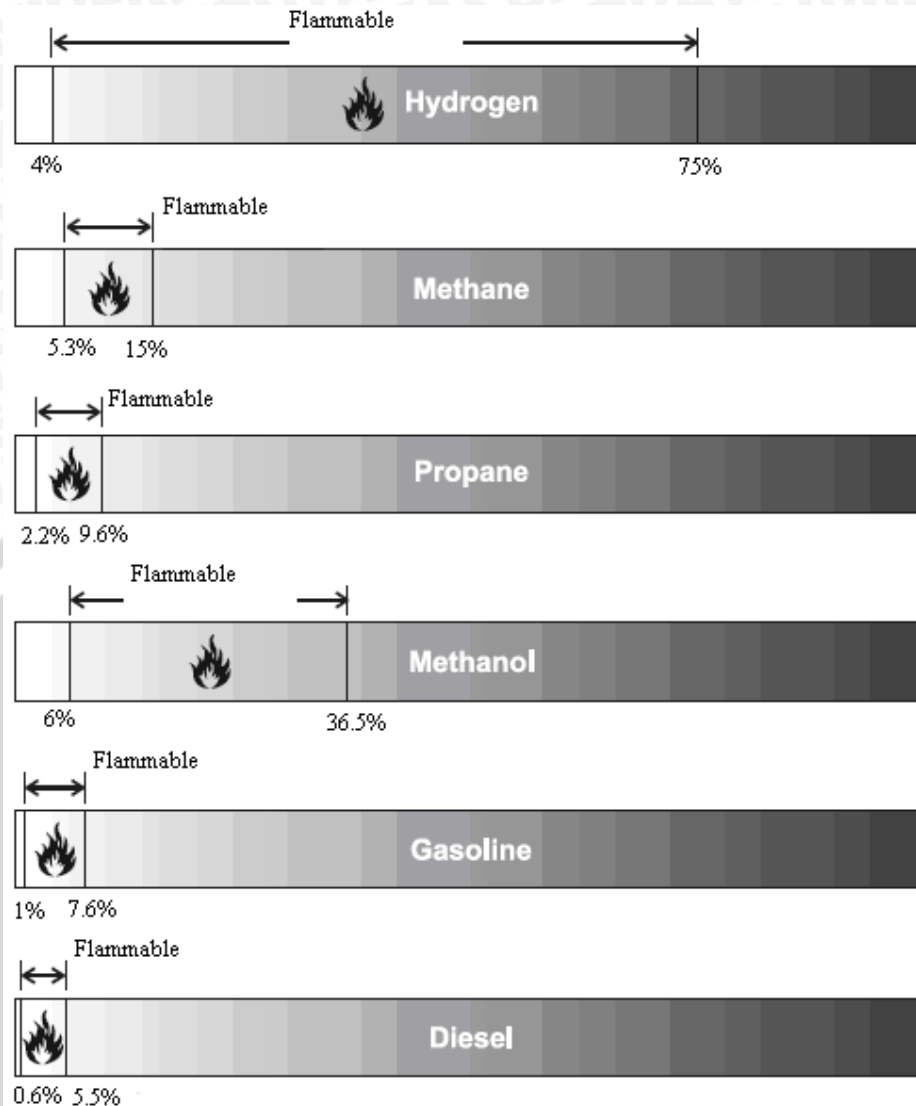 Flammable
Hydrogen
4% 75%
Flammable
Methane
5.3% 15%
Flammable
Propane
2.2% 9.6%
Flammable
Methanol
6% 36.5%
Flammable
Gasoline
1% 7.6%
Flammable
Diesel
0.6% 5.5%